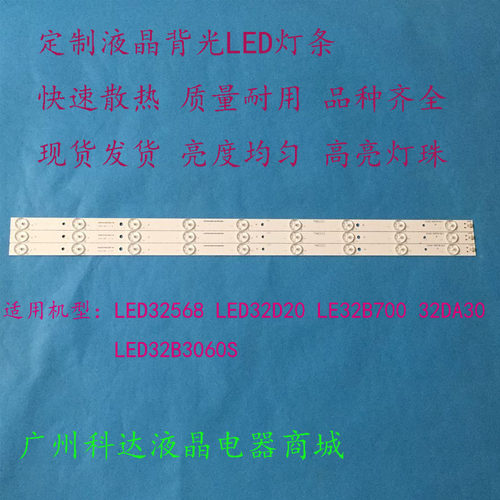 定制液晶背光LED灯条
快速散热 质量耐用 品种齐全
现货发货 亮度均匀 高亮灯珠
适用机型：LED32568 LED32D20 LE32B700 32DA30
LED32B3060S
广州科达液晶电器商城